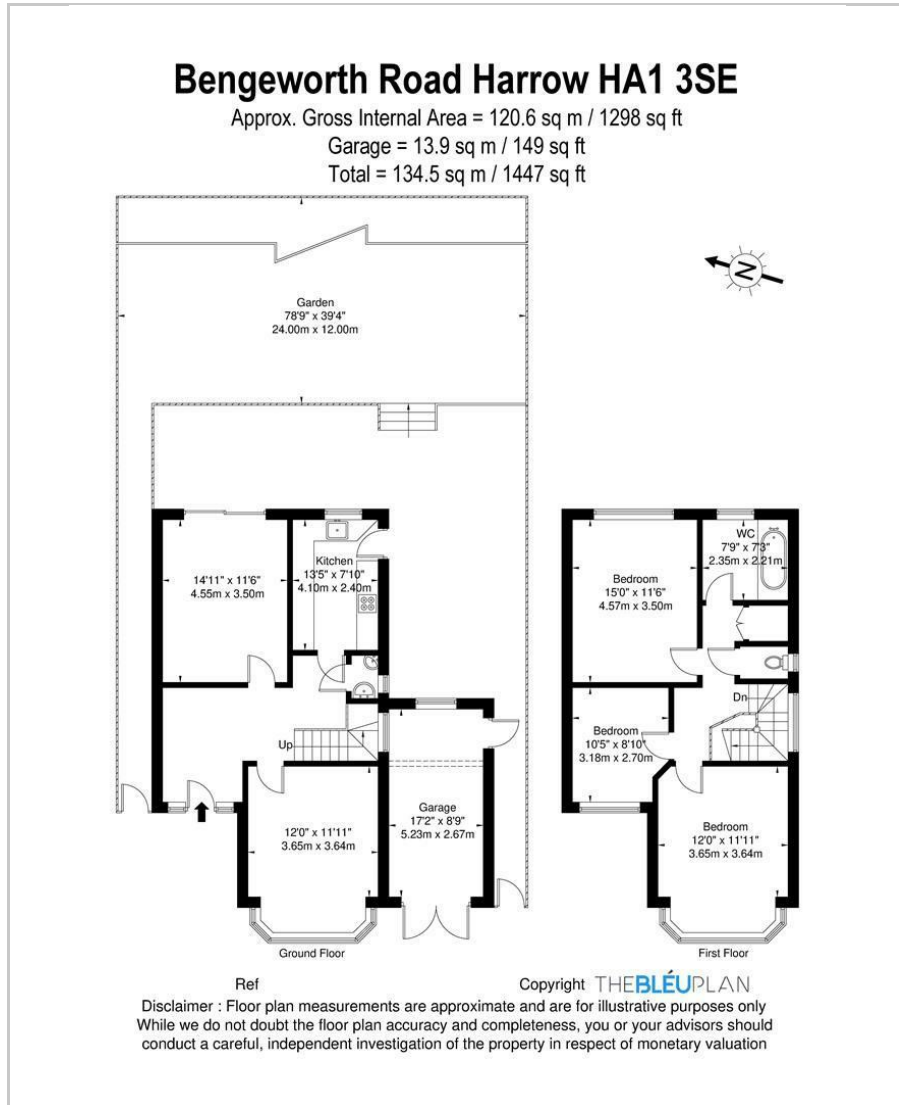 Bengeworth Road Harrow HA1 3SE
Approx. Gross Internal Area = 120.6 sq m / 1298 sq ft
Garage = 13.9 sq m / 149 sq ft
Total = 134.5 sq m / 1447 sq ft
N
Garden
78'9" x 39'4"
24.00m x 12.00m
14'11" x 11'6"
4.55m x 3.50m
Kitchen
13'5" x 7'10"
4.10m x 2.40m
Up
12'0" x 11'11"
3.65m x 3.64m
Garage
17'2" x 8'9"
5.23m x 2.67m
Ground Floor
WC
7'9" x 7'3"
2.35m x 2.21m
Bedroom
15'0" x 11'6"
4.57m x 3.50m
Dn
Bedroom
10'5" x 8'10"
3.18m x 2.70m
Bedroom
12'0" x 11'11"
3.65m x 3.64m
First Floor
Ref
Copyright THEBLÉUPLAN
Disclaimer : Floor plan measurements are approximate and are for illustrative purposes only
While we do not doubt the floor plan accuracy and completeness, you or your advisors should
conduct a careful, independent investigation of the property in respect of monetary valuation